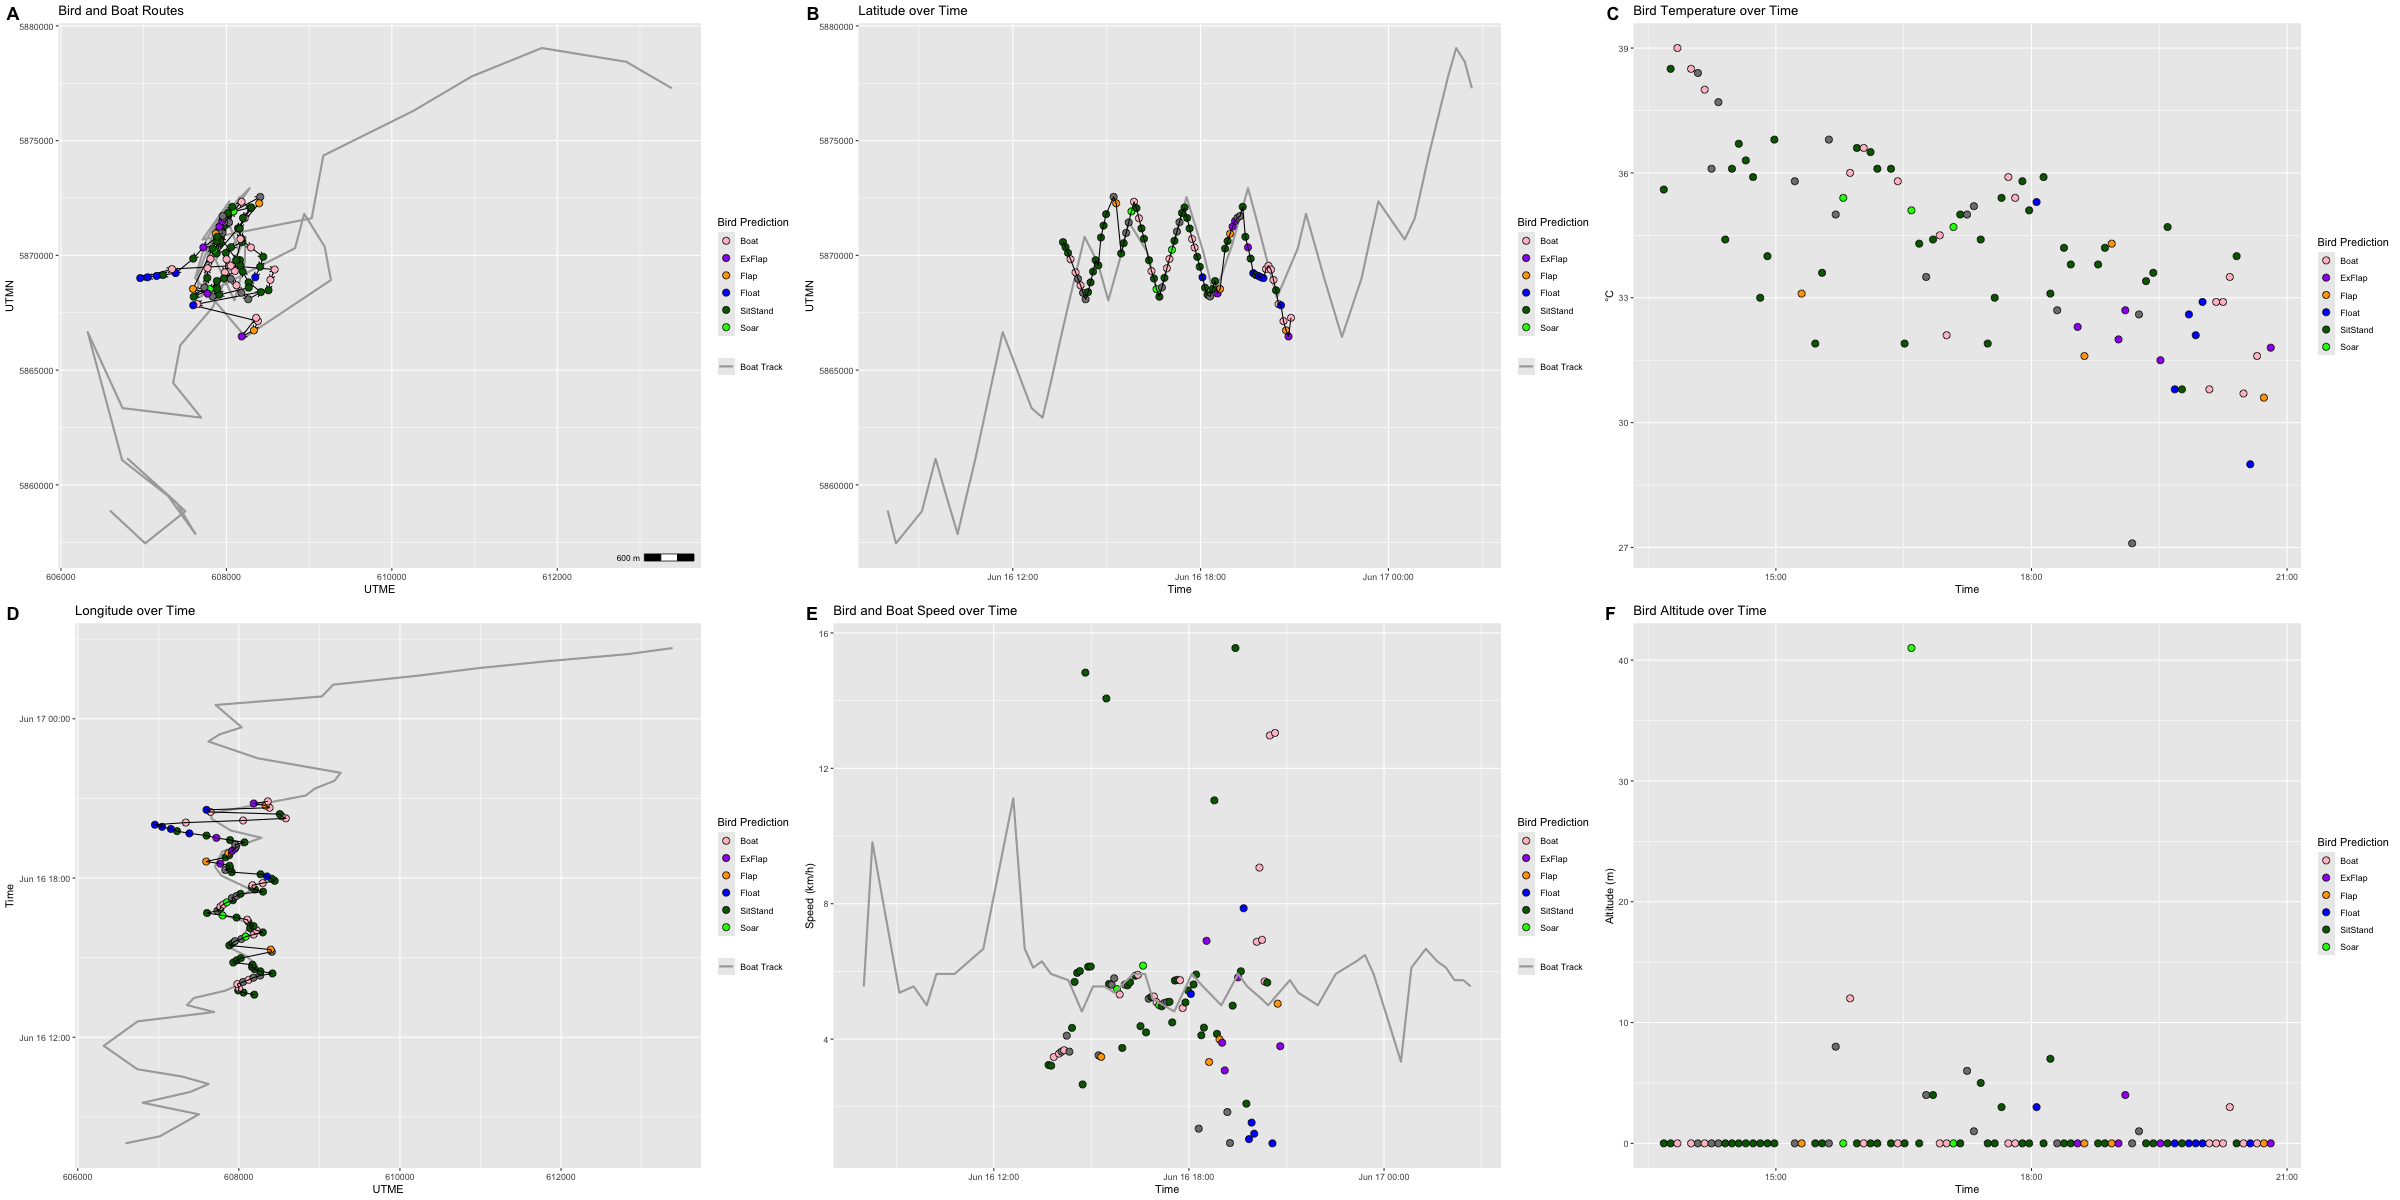 A Bird and Boat Routes
5880000
5875000
5870000
5865000
5860000
UTMN
606000 608000 610000 612000
UTME
600 m
Bird Prediction
Boat
ExFlap
Flap
Float
SitStand
Soar
Boat Track
B Latitude over Time
5880000
5875000
5870000
5865000
5860000
UTMN
Jun 16 12:00 Jun 16 18:00 Jun 17 00:00
Time
Bird Prediction
Boat
ExFlap
Flap
Float
SitStand
Soar
Boat Track
C Bird Temperature over Time
39
36
33
30
27
°C
15:00 18:00 21:00
Time
Bird Prediction
Boat
ExFlap
Flap
Float
SitStand
Soar
D Longitude over Time
Jun 17 00:00
Jun 16 18:00
Jun 16 12:00
Time
606000 608000 610000 612000
UTME
Bird Prediction
Boat
ExFlap
Flap
Float
SitStand
Soar
Boat Track
E Bird and Boat Speed over Time
16
12
8
4
Speed (km/h)
Jun 16 12:00 Jun 16 18:00 Jun 17 00:00
Time
Bird Prediction
Boat
ExFlap
Flap
Float
SitStand
Soar
Boat Track
F Bird Altitude over Time
40
30
20
10
0
Altitude (m)
15:00 18:00 21:00
Time
Bird Prediction
Boat
ExFlap
Flap
Float
SitStand
Soar